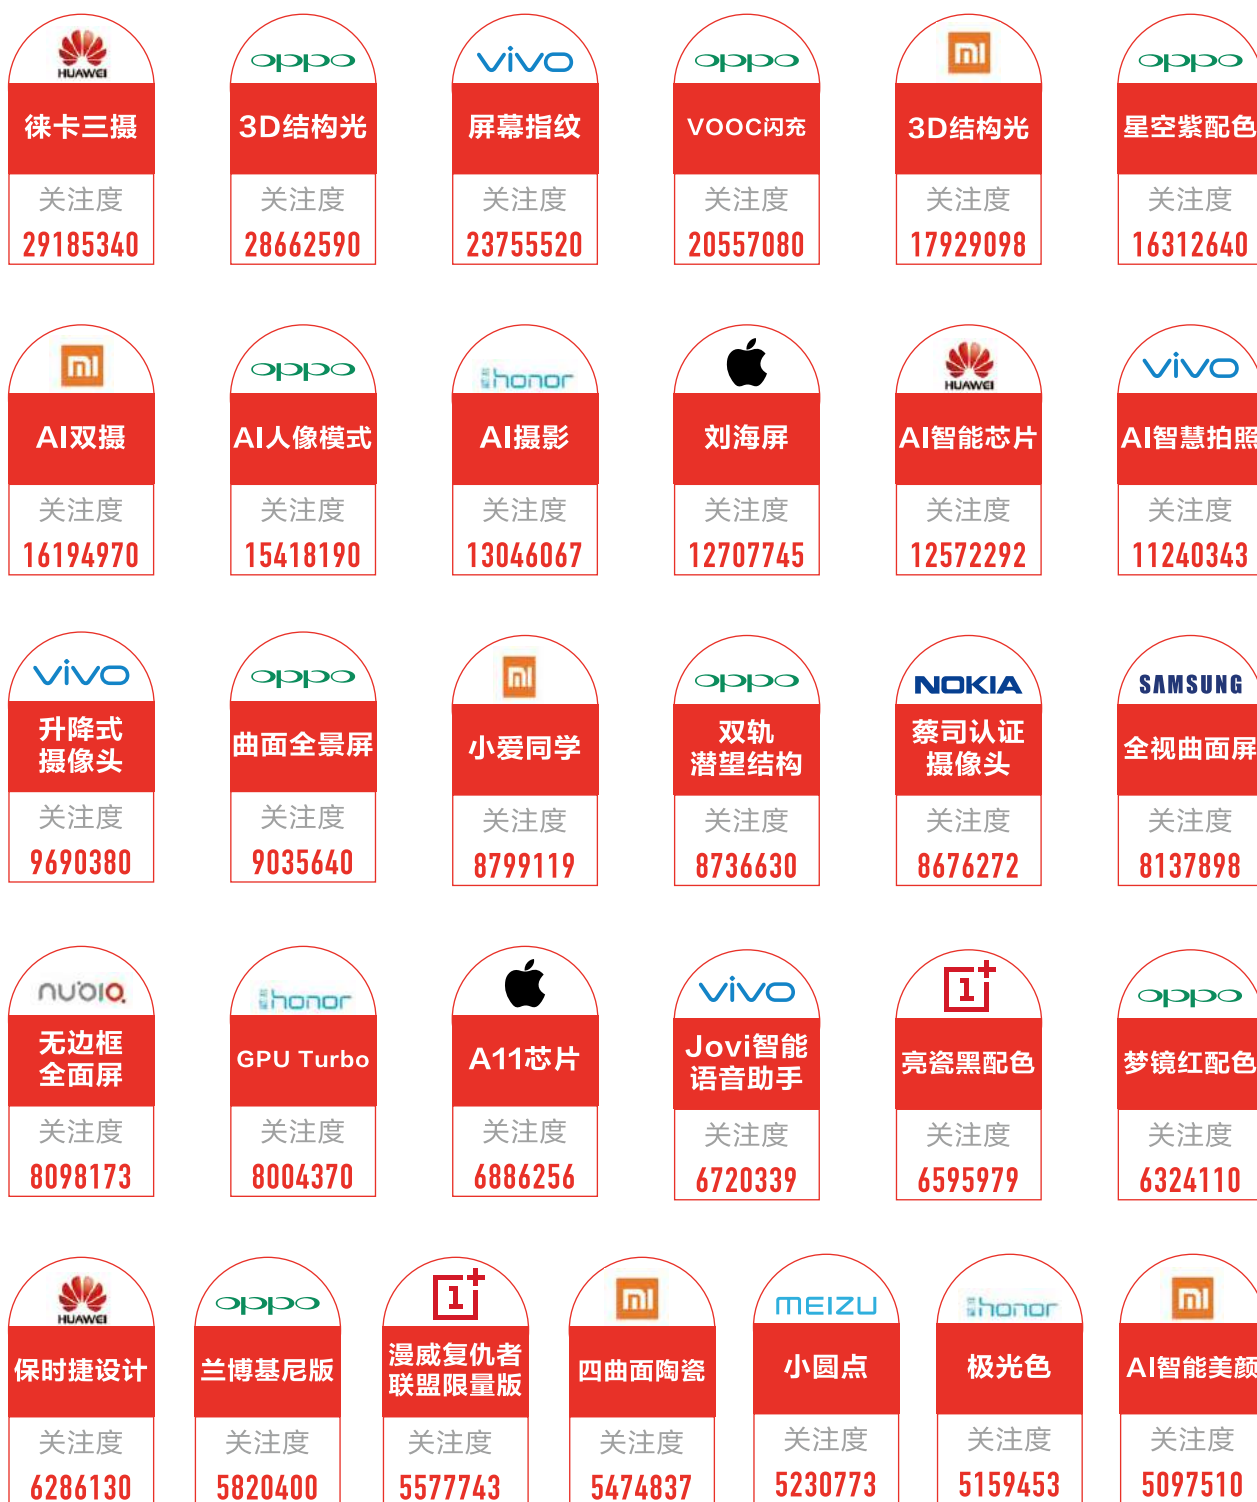 HUAWEI
oppo
vivo
oppo
mi
oppo
徕卡三摄
3D结构光
屏幕指纹
VOOC闪充
3D结构光
星空紫配色
关注度
关注度
关注度
关注度
关注度
关注度
29185340
28662590
23755520
20557080
17929098
16312640
mi
oppo
honor
HUAWEI
vivo
AI双摄
AI人像模式
AI摄影
刘海屏
AI智能芯片
AI智慧拍照
关注度
关注度
关注度
关注度
关注度
关注度
16194970
15418190
13046067
12707745
12572292
11240343
vivo
oppo
mi
oppo
NOKIA
SAMSUNG
升降式
摄像头
曲面全景屏
小爱同学
双轨
潜望结构
蔡司认证
摄像头
全视曲面屏
关注度
关注度
关注度
关注度
关注度
关注度
9690380
9035640
8799119
8736630
8676272
8137898
nubia
honor
vivo
1+
oppo
无边框
全面屏
GPU Turbo
A11芯片
Jovi智能
语音助手
亮瓷黑配色
梦镜红配色
关注度
关注度
关注度
关注度
关注度
关注度
8098173
8004370
6886256
6720339
6595979
6324110
HUAWEI
oppo
1+
mi
MEIZU
honor
mi
保时捷设计
兰博基尼版
漫威复仇者
联盟限量版
四曲面陶瓷
小圆点
极光色
AI智能美颜
关注度
关注度
关注度
关注度
关注度
关注度
关注度
6286130
5820400
5577743
5474837
5230773
5159453
5097510